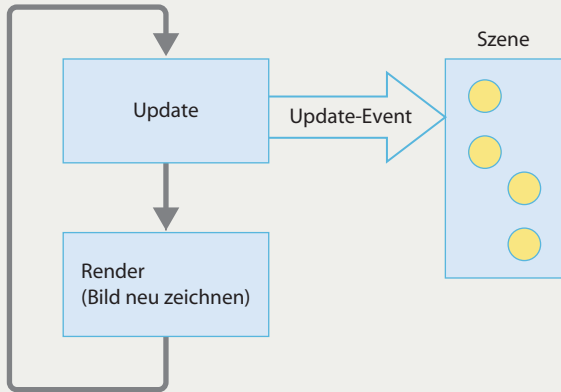 Szene
Update
Update-Event
Render
(Bild neu zeichnen)